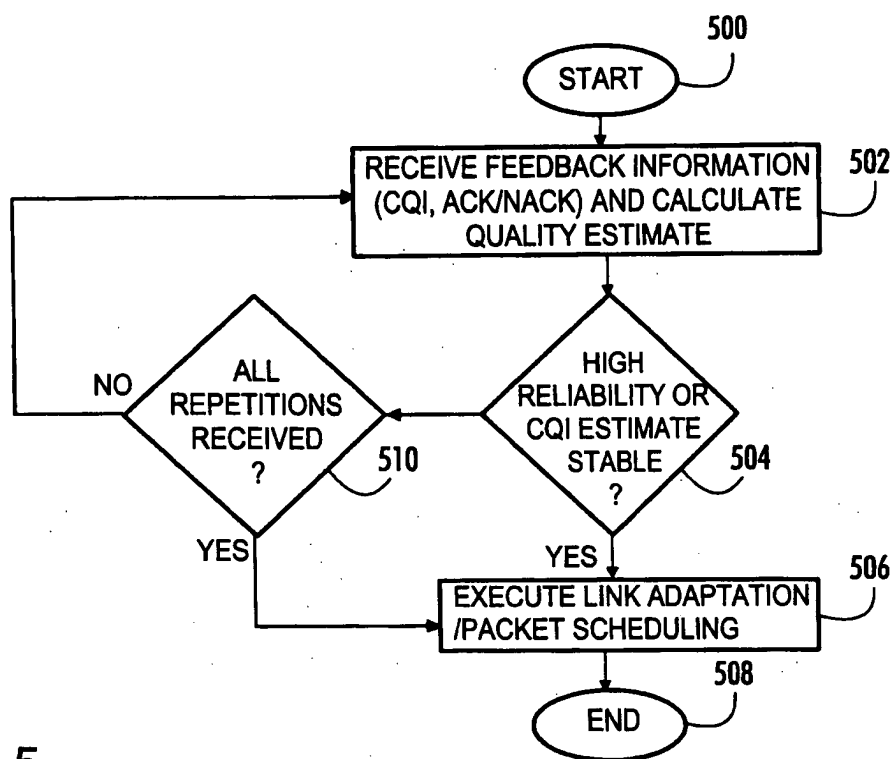 500
START
RECEIVE FEEDBACK INFORMATION
(CQI, ACK/NACK) AND CALCULATE
QUALITY ESTIMATE
502
ALL
REPETITIONS
RECEIVED
?
NO
510
YES
HIGH
RELIABILITY OR
CQI ESTIMATE
STABLE
?
504
YES
EXECUTE LINK ADAPTATION
/PACKET SCHEDULING
506
END
508
5